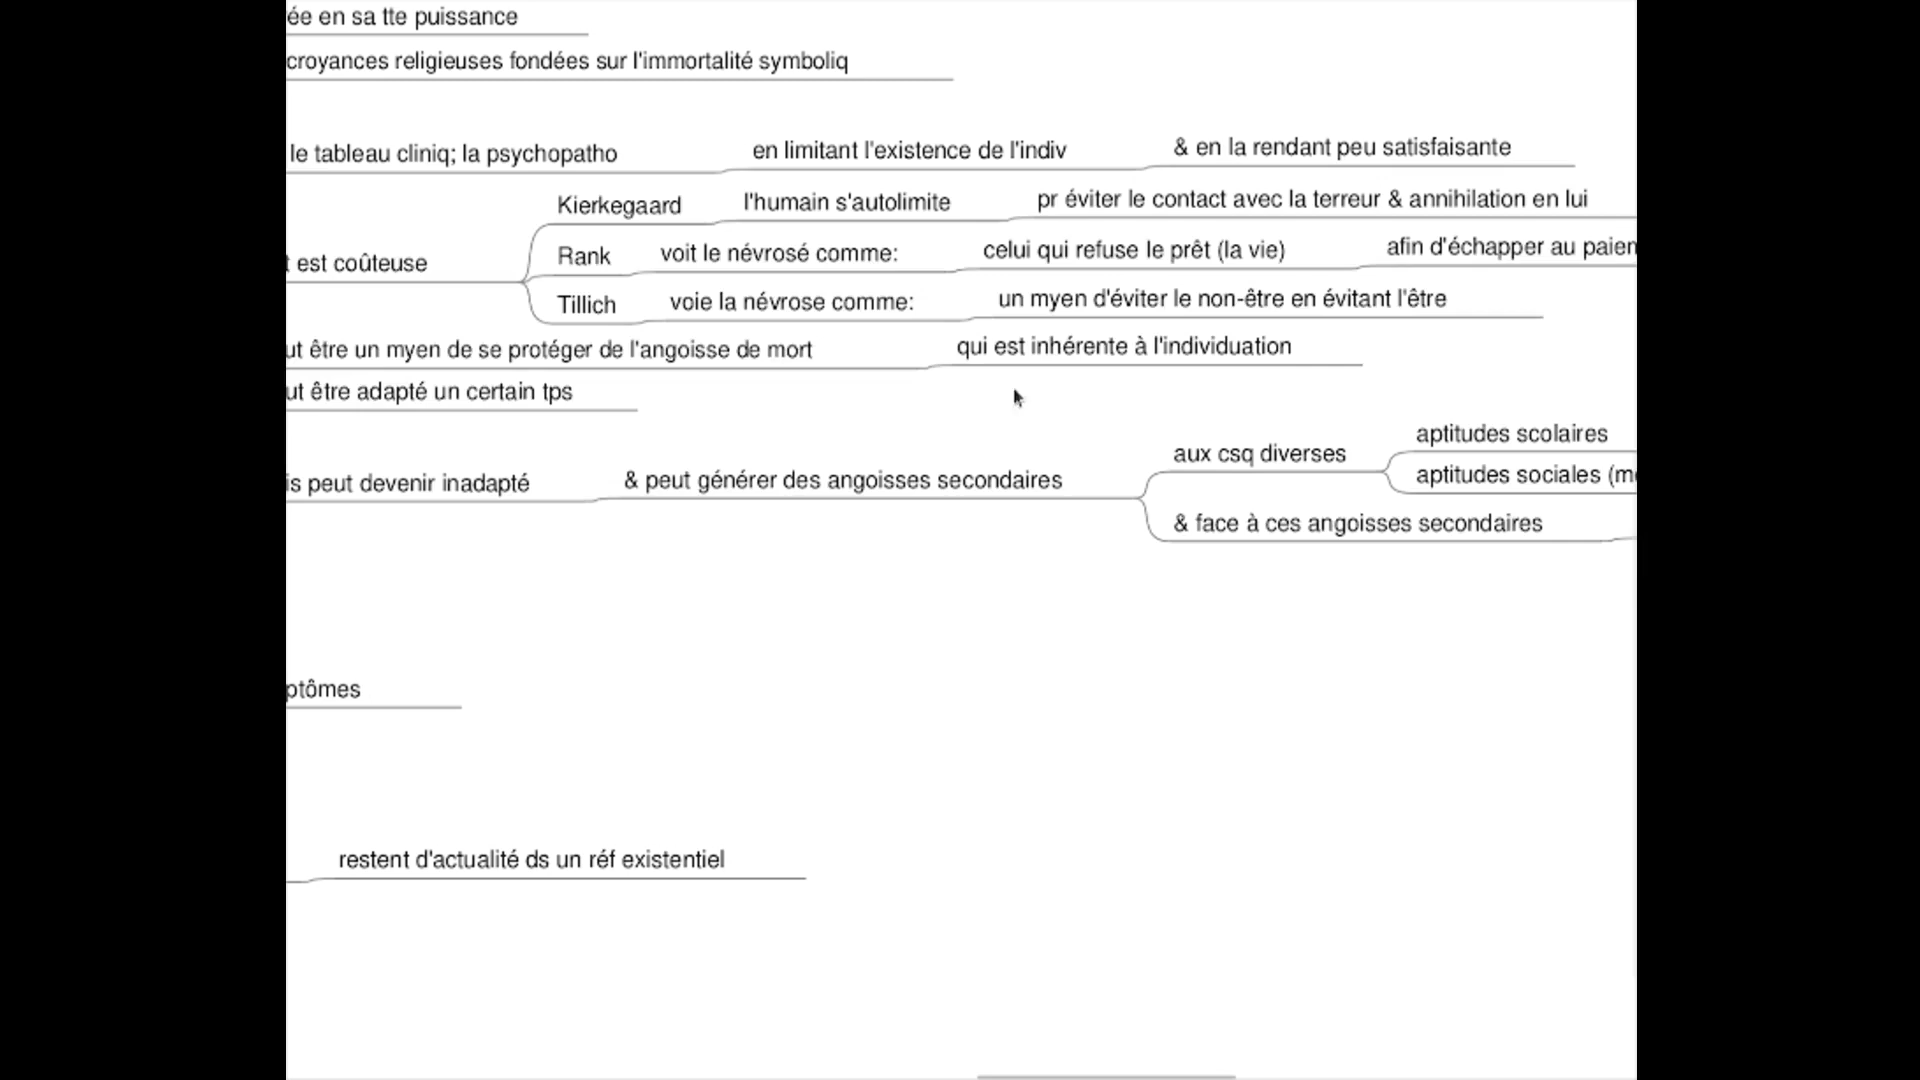 ée en sa tte puissance
croyances religieuses fondées sur l'immortalité symboliq
le tableau cliniq; la psychopatho en limitant l'existence de l'indiv & en la rendant peu satisfaisante
Kierkegaard l'humain s'autolimite pr éviter le contact avec la terreur & annihilation en lui
t est coûteuse
Rank voit le névrosé comme: celui qui refuse le prêt (la vie) afin d'échapper au paiem
Tillich voie la névrose comme: un myen d'éviter le non-être en évitant l'être
ut être un myen de se protéger de l'angoisse de mort qui est inhérente à l'individuation
ut être adapté un certain tps
is peut devenir inadapté & peut générer des angoisses secondaires
aux csq diverses
aptitudes scolaires
aptitudes sociales (m
& face à ces angoisses secondaires
ptômes
restent d'actualité ds un réf existentiel